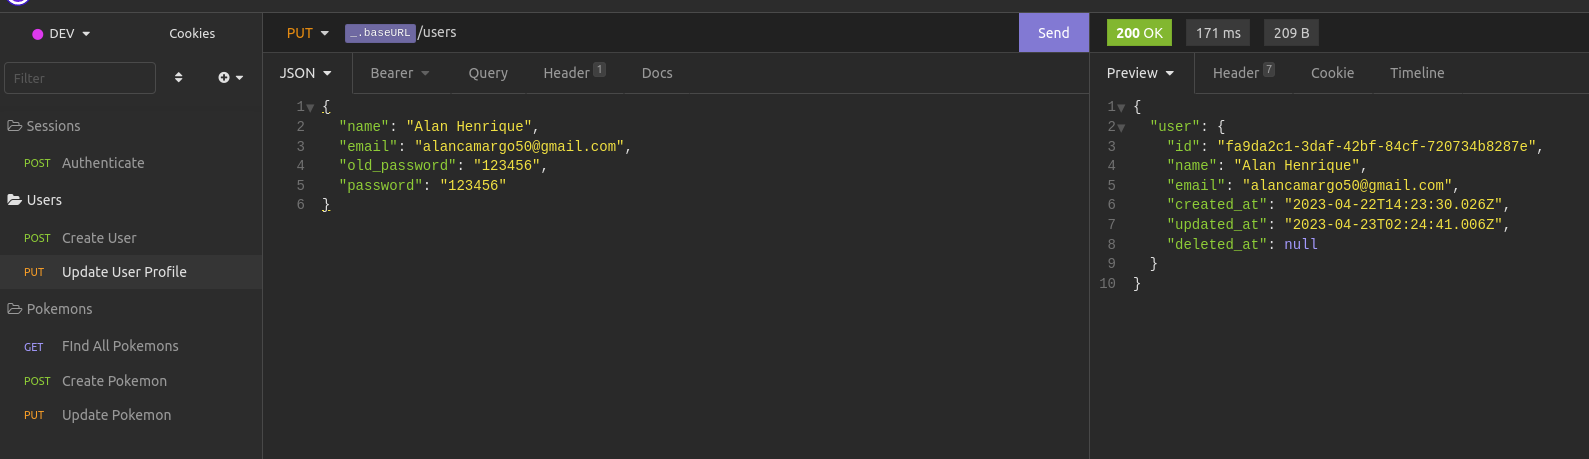 DEV
Cookies
Filter
Sessions
POST Authenticate
Users
POST Create User
PUT Update User Profile
Pokemons
GET FInd All Pokemons
POST Create Pokemon
PUT Update Pokemon
PUT _.baseURL /users Send
JSON Bearer Query Header 1 Docs
1 {
2 "name": "Alan Henrique",
3 "email": "alancamargo50@gmail.com",
4 "old_password": "123456",
5 "password": "123456"
6 }
200 OK 171 ms 209 B
Preview Header 7 Cookie Timeline
1 {
2 "user": {
3 "id": "fa9da2c1-3daf-42bf-84cf-720734b8287e",
4 "name": "Alan Henrique",
5 "email": "alancamargo50@gmail.com",
6 "created_at": "2023-04-22T14:23:30.026Z",
7 "updated_at": "2023-04-23T02:24:41.006Z",
8 "deleted_at": null
9 }
10 }